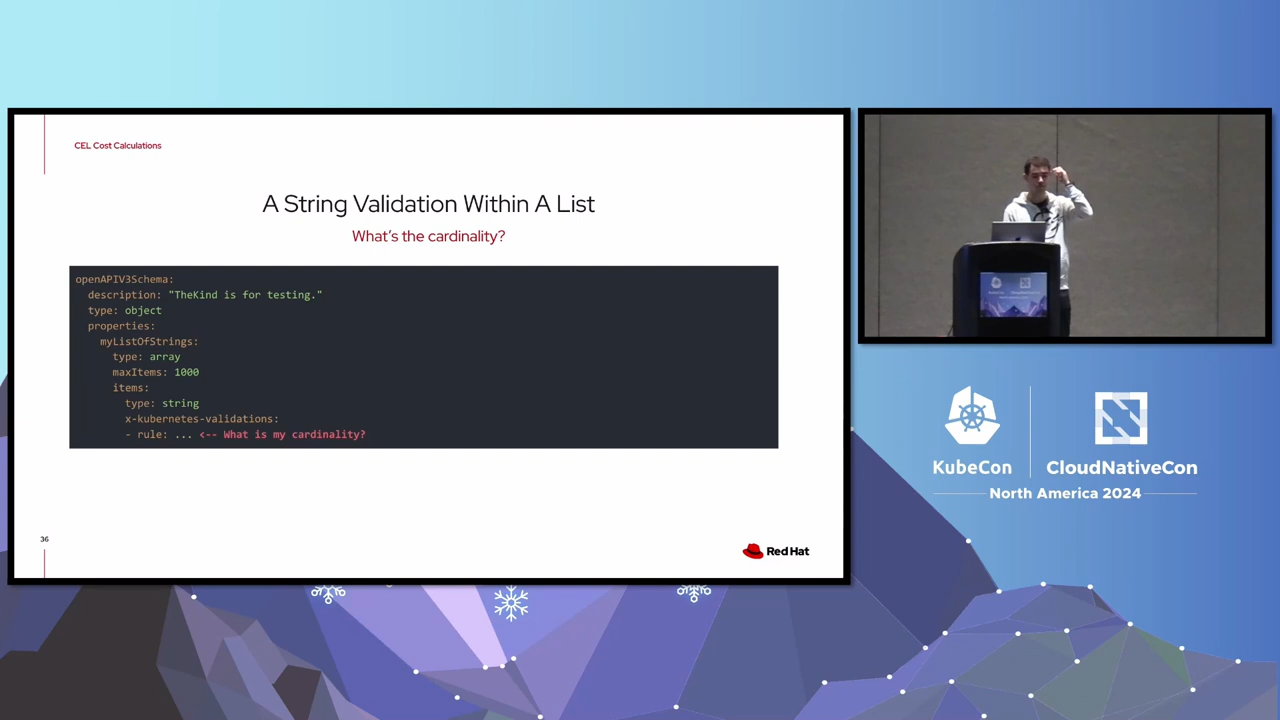 CEL Cost Calculations
A String Validation Within A List
What's the cardinality?
openAPIV3Schema:
  description: "TheKind is for testing."
  type: object
  properties:
    myListOfStrings:
      type: array
      maxItems: 1000
      items:
        type: string
        x-kubernetes-validations:
        - rule: ... <-- What is my cardinality?
36
Red Hat
KubeCon
CloudNativeCon
North America 2024